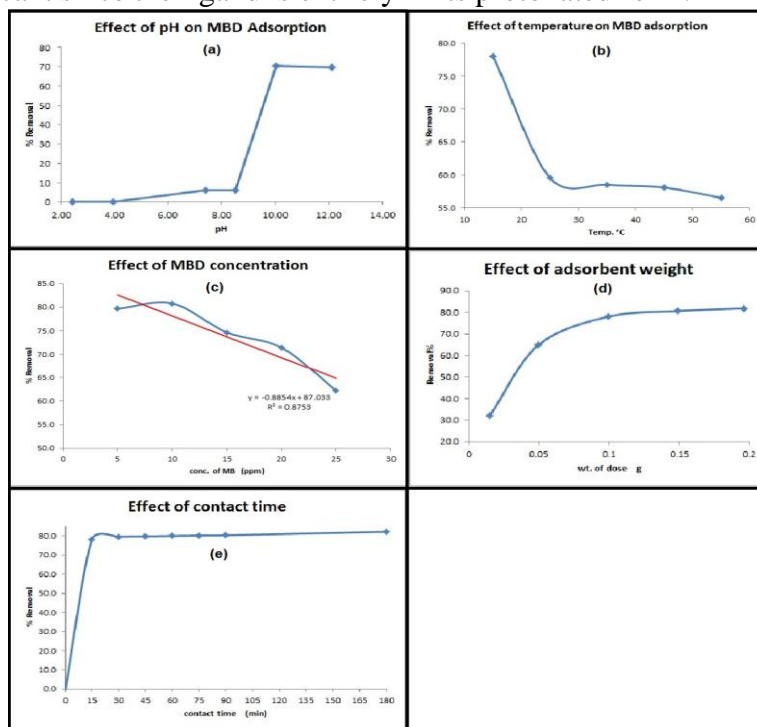 Effect of pH on MBD Adsorption
(a)
80
70
60
50
40
30
20
10
0
% Removal
2.00 4.00 6.00 8.00 10.00 12.00 14.00
pH
Effect of temperature on MBD adsorption
(b)
80.0
75.0
70.0
65.0
60.0
55.0
% Removal
10 20 30 40 50 60
Temp. °C
Effect of MBD concentration
(c)
85.0
80.0
75.0
70.0
65.0
60.0
55.0
50.0
% Removal
y = -0.8854x + 87.033
R² = 0.8753
0 5 10 15 20 25 30
conc. of MB (ppm)
Effect of adsorbent weight
(d)
90.0
80.0
70.0
60.0
50.0
40.0
30.0
20.0
Removal%
0 0.05 0.1 0.15 0.2
wt. of dose g
Effect of contact time
(e)
80.0
70.0
60.0
50.0
40.0
30.0
20.0
10.0
0.0
% Removal
0 15 30 45 60 75 90 105 120 135 150 165 180
contact time (min)